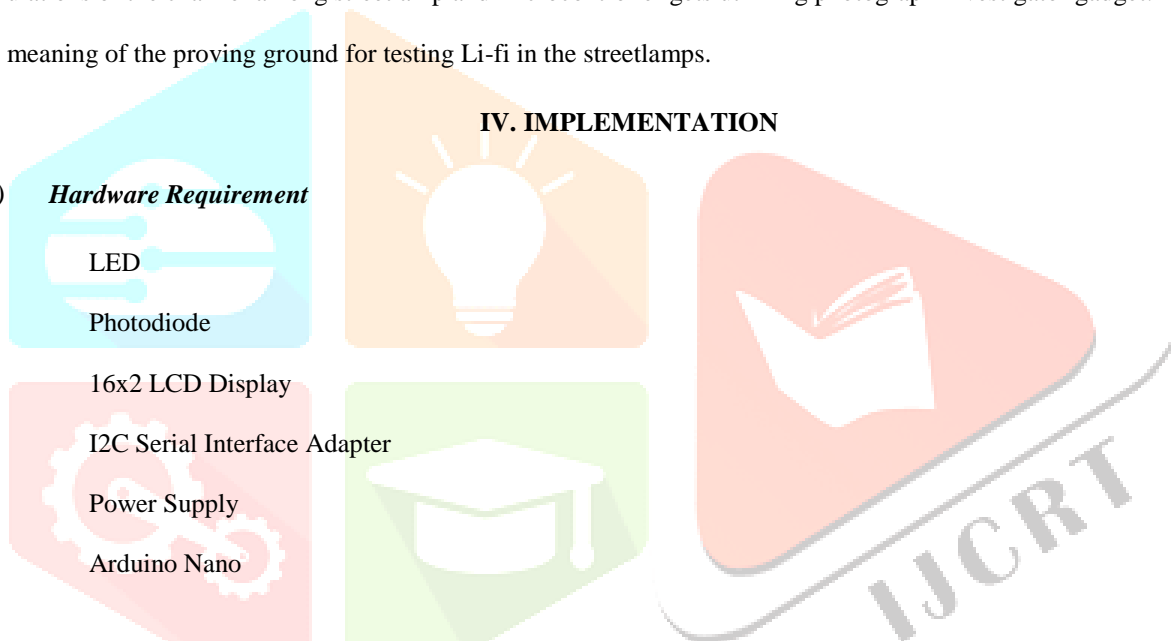 meaning of the proving ground for testing Li-fi in the streetlamps.
IV. IMPLEMENTATION
) Hardware Requirement
LED
Photodiode
16x2 LCD Display
I2C Serial Interface Adapter
Power Supply
Arduino Nano
IJCRT